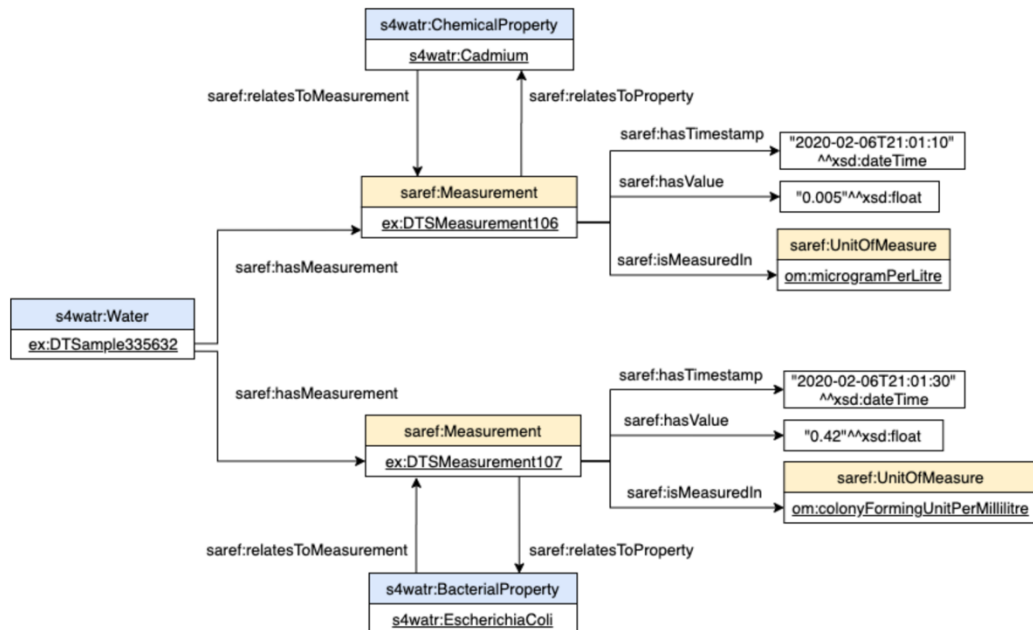 s4watr:ChemicalProperty
s4watr:Cadmium
saref:relatesToMeasurement
saref:relatesToProperty
saref:hasTimestamp
"2020-02-06T21:01:10"
^^xsd:dateTime
saref:Measurement
saref:hasValue
"0.005"^^xsd:float
ex:DTSMeasurement106
saref:isMeasuredIn
saref:UnitOfMeasure
om:microgramPerLitre
saref:hasMeasurement
s4watr:Water
ex:DTSample335632
saref:hasMeasurement
saref:hasTimestamp
"2020-02-06T21:01:30"
^^xsd:dateTime
saref:Measurement
saref:hasValue
"0.42"^^xsd:float
ex:DTSMeasurement107
saref:isMeasuredIn
saref:UnitOfMeasure
om:colonyFormingUnitPerMillilitre
saref:relatesToMeasurement
saref:relatesToProperty
s4watr:BacterialProperty
s4watr:EscherichiaColi